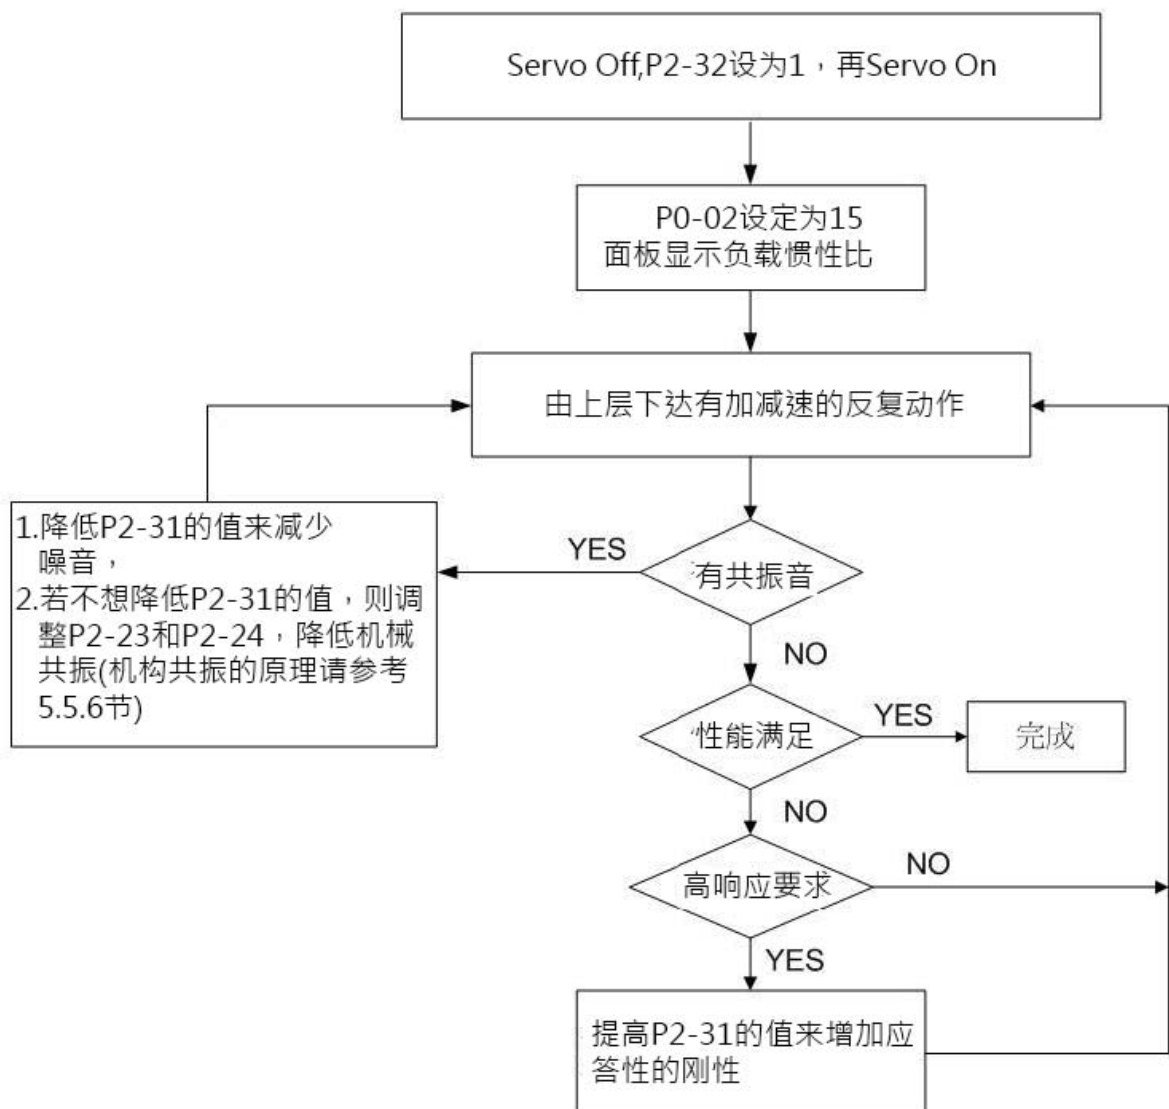 Servo Off,P2-32设为1，再Servo On
P0-02设定为15
面板显示负载惯性比
由上层下达有加减速的反复动作
1.降低P2-31的值来减少
噪音，
2.若不想降低P2-31的值，则调
整P2-23和P2-24，降低机械
共振(机构共振的原理请参考
5.5.6节)
YES
有共振音
NO
性能满足
YES
完成
NO
高响应要求
NO
YES
提高P2-31的值来增加应
答性的刚性